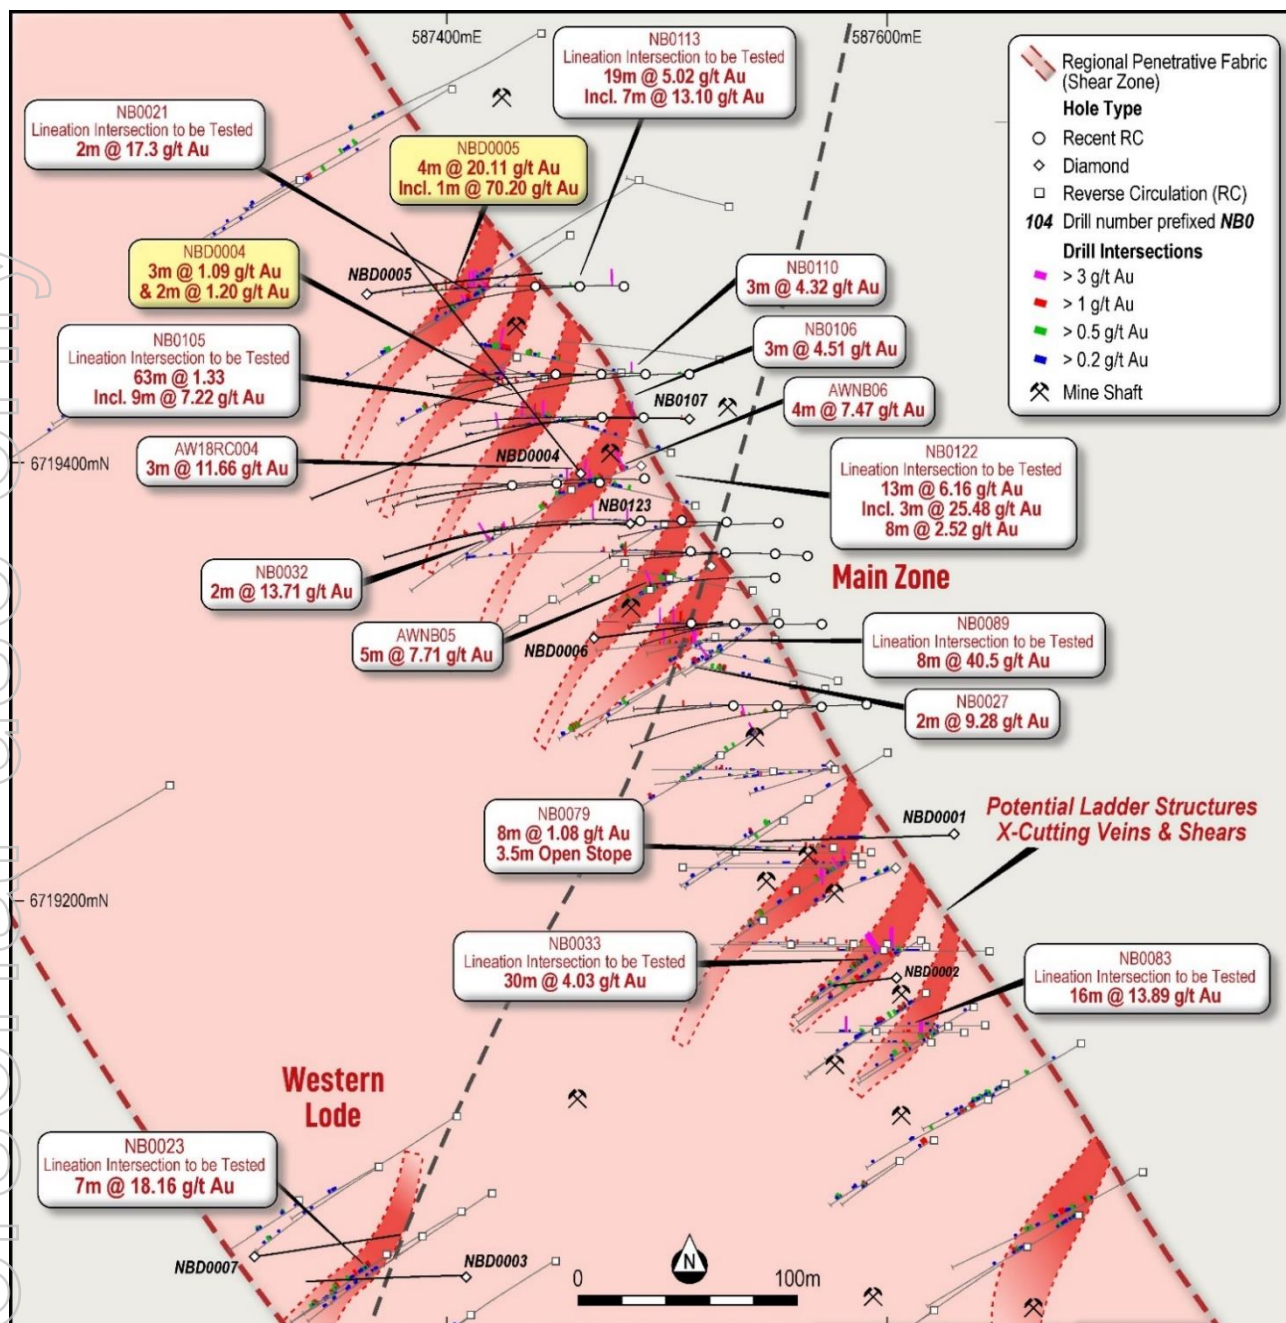 587400mE
587600mE
NB0113
Lineation Intersection to be Tested
19m @ 5.02 g/t Au
Incl. 7m @ 13.10 g/t Au
Regional Penetrative Fabric
(Shear Zone)
Hole Type
Recent RC
Diamond
Reverse Circulation (RC)
104 Drill number prefixed NB0
Drill Intersections
> 3 g/t Au
> 1 g/t Au
> 0.5 g/t Au
> 0.2 g/t Au
Mine Shaft
NB0021
Lineation Intersection to be Tested
2m @ 17.3 g/t Au
NBD0005
4m @ 20.11 g/t Au
Incl. 1m @ 70.20 g/t Au
NBD0004
3m @ 1.09 g/t Au
& 2m @ 1.20 g/t Au
NBD0005
NB0110
3m @ 4.32 g/t Au
NB0105
Lineation Intersection to be Tested
63m @ 1.33
Incl. 9m @ 7.22 g/t Au
NB0106
3m @ 4.51 g/t Au
NB0107
AWNB06
4m @ 7.47 g/t Au
AW18RC004
3m @ 11.66 g/t Au
NBD0004
6719400mN
NB0122
Lineation Intersection to be Tested
13m @ 6.16 g/t Au
Incl. 3m @ 25.48 g/t Au
8m @ 2.52 g/t Au
NB0123
NB0032
2m @ 13.71 g/t Au
Main Zone
AWNB05
5m @ 7.71 g/t Au
NBD0006
NB0089
Lineation Intersection to be Tested
8m @ 40.5 g/t Au
NB0027
2m @ 9.28 g/t Au
NB0079
8m @ 1.08 g/t Au
3.5m Open Stope
NBD0001
Potential Ladder Structures
X-Cutting Veins & Shears
6719200mN
NB0033
Lineation Intersection to be Tested
30m @ 4.03 g/t Au
NBD0002
NB0083
Lineation Intersection to be Tested
16m @ 13.89 g/t Au
Western
Lode
NB0023
Lineation Intersection to be Tested
7m @ 18.16 g/t Au
NBD0007
NBD0003
N
0 100m